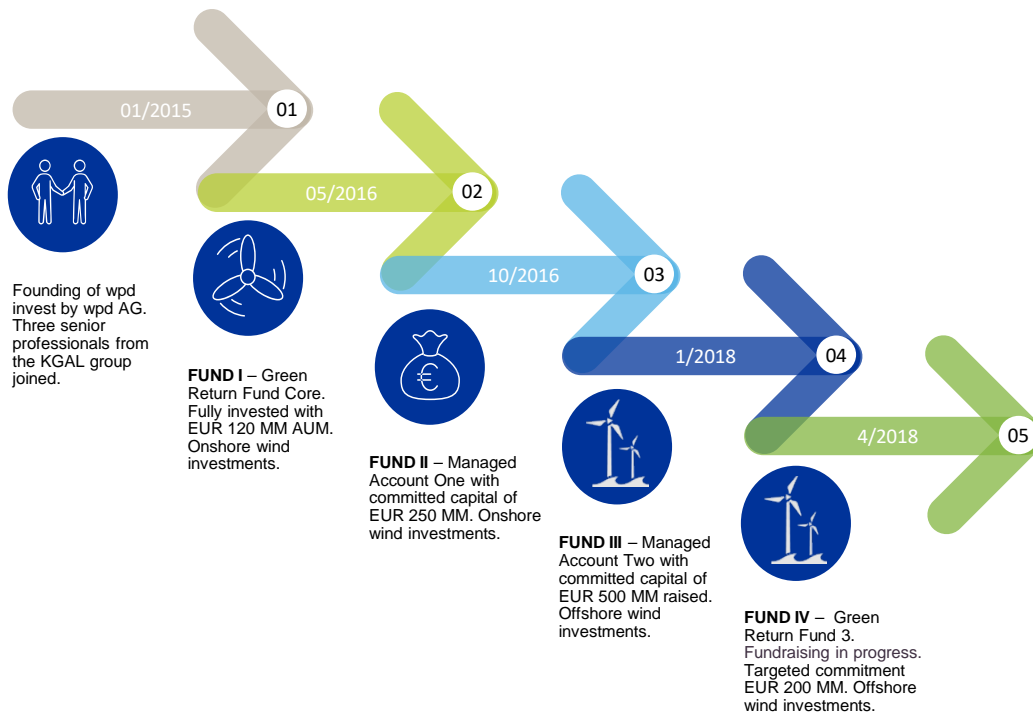 01/2015
01
Founding of wpd
invest by wpd AG.
Three senior
professionals from
the KGAL group
joined.
05/2016
02
FUND I – Green
Return Fund Core.
Fully invested with
EUR 120 MM AUM.
Onshore wind
investments.
10/2016
03
€
FUND II – Managed
Account One with
committed capital of
EUR 250 MM. Onshore
wind investments.
1/2018
04
FUND III – Managed
Account Two with
committed capital of
EUR 500 MM raised.
Offshore wind
investments.
4/2018
05
FUND IV – Green
Return Fund 3.
Fundraising in progress.
Targeted commitment
EUR 200 MM. Offshore
wind investments.